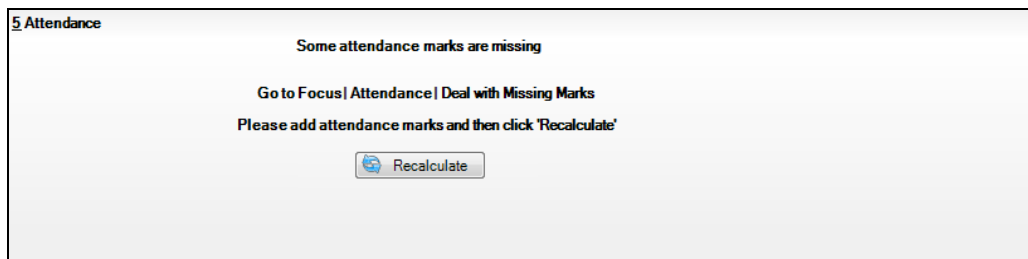 5 Attendance
Some attendance marks are missing
Go to Focus| Attendance| Deal with Missing Marks
Please add attendance marks and then click 'Recalculate'
Recalculate